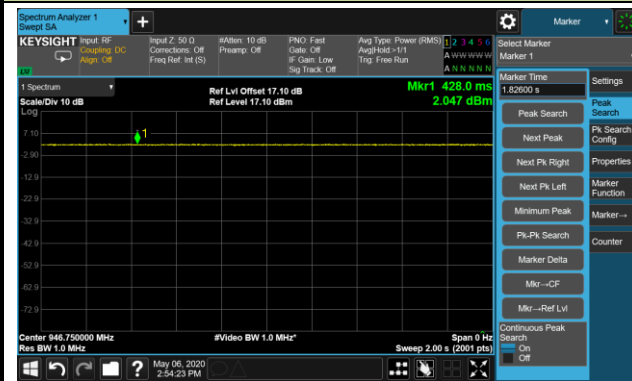 Spectrum Analyzer 1
Swept SA
Marker
KEYSIGHT
Input: RF
Coupling: DC
Align: Off
Input Z: 50 Ω
Corrections: Off
Freq Ref: Int (S)
#Atten: 10 dB
Preamp: Off
PNO: Fast
Gate: Off
IF Gain: Low
Sig Track: Off
Avg Type: Power (RMS)
Avg|Hold:>1/1
Trig: Free Run
1 2 3 4 5 6
A W W W W W
A N N N N N
Select Marker
Marker 1
LXI
1 Spectrum
Scale/Div 10 dB
Log
Ref Lvl Offset 17.10 dB
Ref Level 17.10 dBm
Mkr1 428.0 ms
2.047 dBm
Marker Time
1.82600 s
Settings
Peak Search
Next Peak
Next Pk Right
Next Pk Left
Minimum Peak
Pk-Pk Search
Marker Delta
Mkr→CF
Mkr→Ref Lvl
Continuous Peak
Search
On
Off
Peak
Search
Pk Search
Config
Properties
Marker
Function
Marker→
Counter
7.10
1
-2.90
-12.9
-22.9
-32.9
-42.9
-52.9
-62.9
-72.9
Center 946.750000 MHz
Res BW 1.0 MHz
#Video BW 1.0 MHz*
Span 0 Hz
Sweep 2.00 s (2001 pts)
?
May 06, 2020
2:54:23 PM